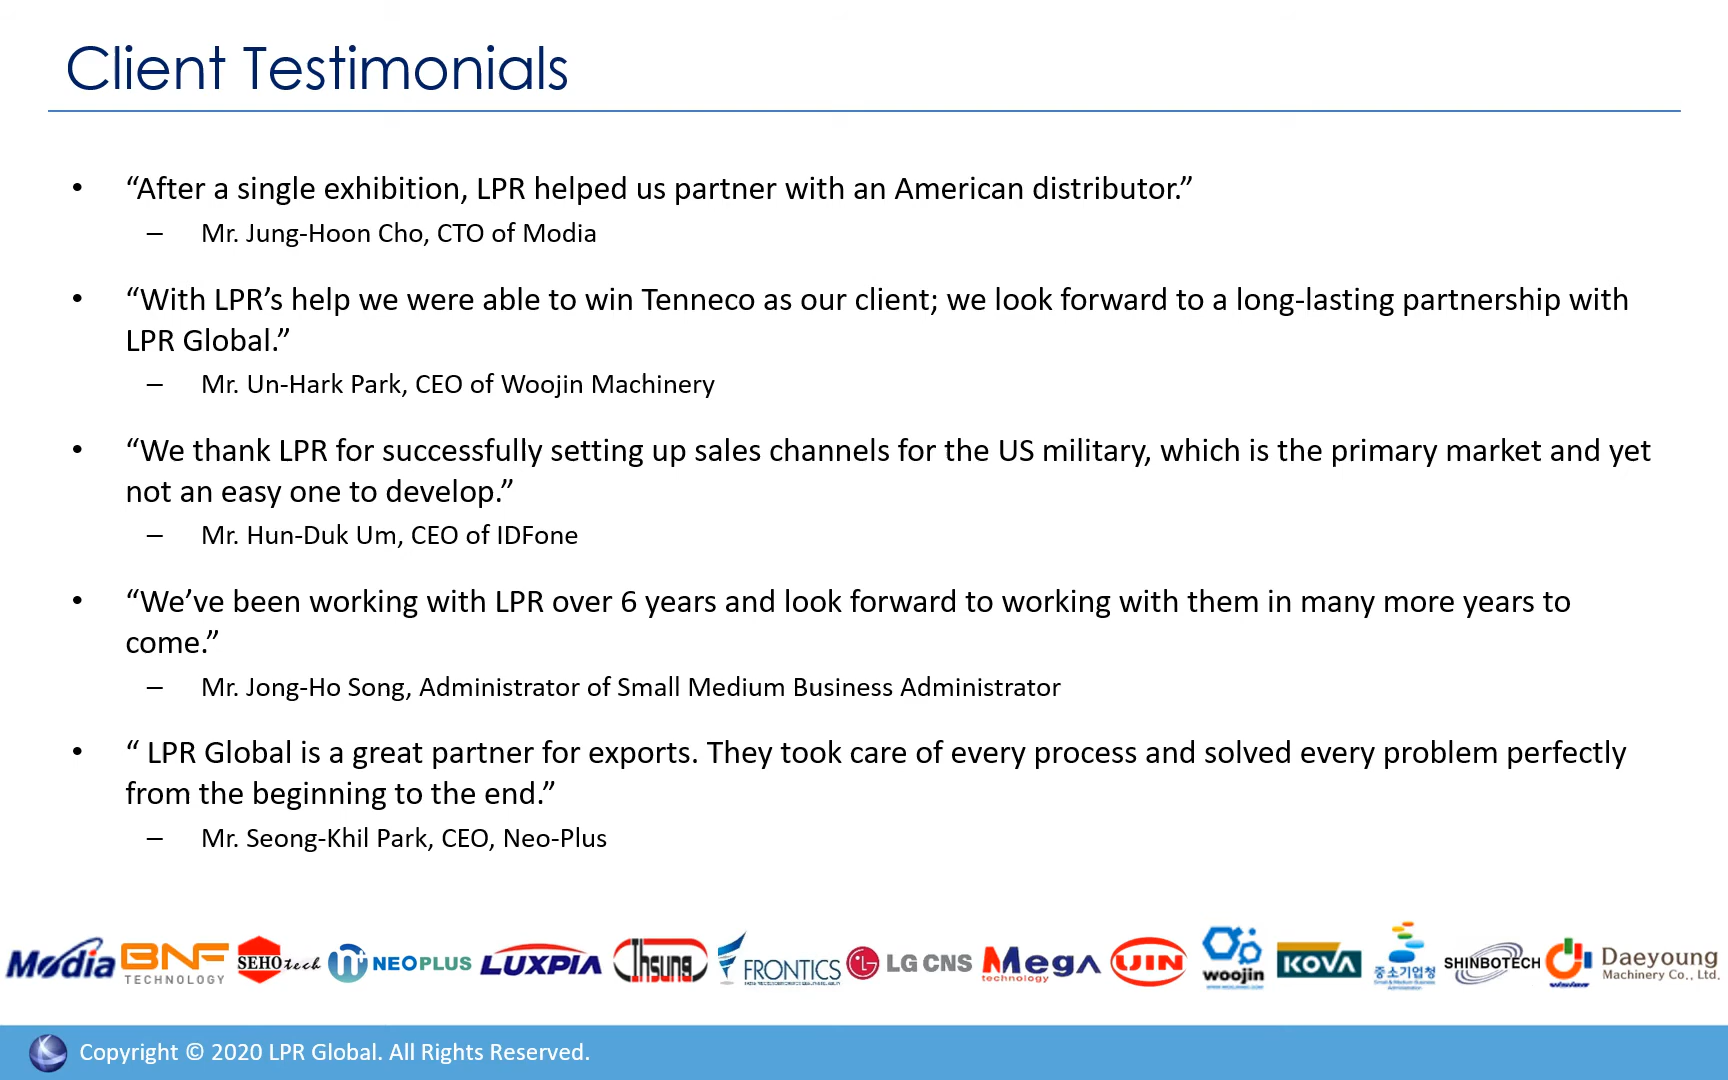 Client Testimonials
• “After a single exhibition, LPR helped us partner with an American distributor.”
– Mr. Jung-Hoon Cho, CTO of Modia
• “With LPR’s help we were able to win Tenneco as our client; we look forward to a long-lasting partnership with
LPR Global.”
– Mr. Un-Hark Park, CEO of Woojin Machinery
• “We thank LPR for successfully setting up sales channels for the US military, which is the primary market and yet
not an easy one to develop.”
– Mr. Hun-Duk Um, CEO of IDFone
• “We’ve been working with LPR over 6 years and look forward to working with them in many more years to
come.”
– Mr. Jong-Ho Song, Administrator of Small Medium Business Administrator
• “ LPR Global is a great partner for exports. They took care of every process and solved every problem perfectly
from the beginning to the end.”
– Mr. Seong-Khil Park, CEO, Neo-Plus
Modia
BNF
TECHNOLOGY
SEHOtech
NEOPLUS
LUXPIA
Ihsung
FRONTICS
LG CNS
Mega
technology
UJIN
woojin
KOVA
중소기업청
Small & Medium Business
Administration
SHINBOTECH
vision
Daeyoung
Machinery Co., Ltd.
Copyright © 2020 LPR Global. All Rights Reserved.